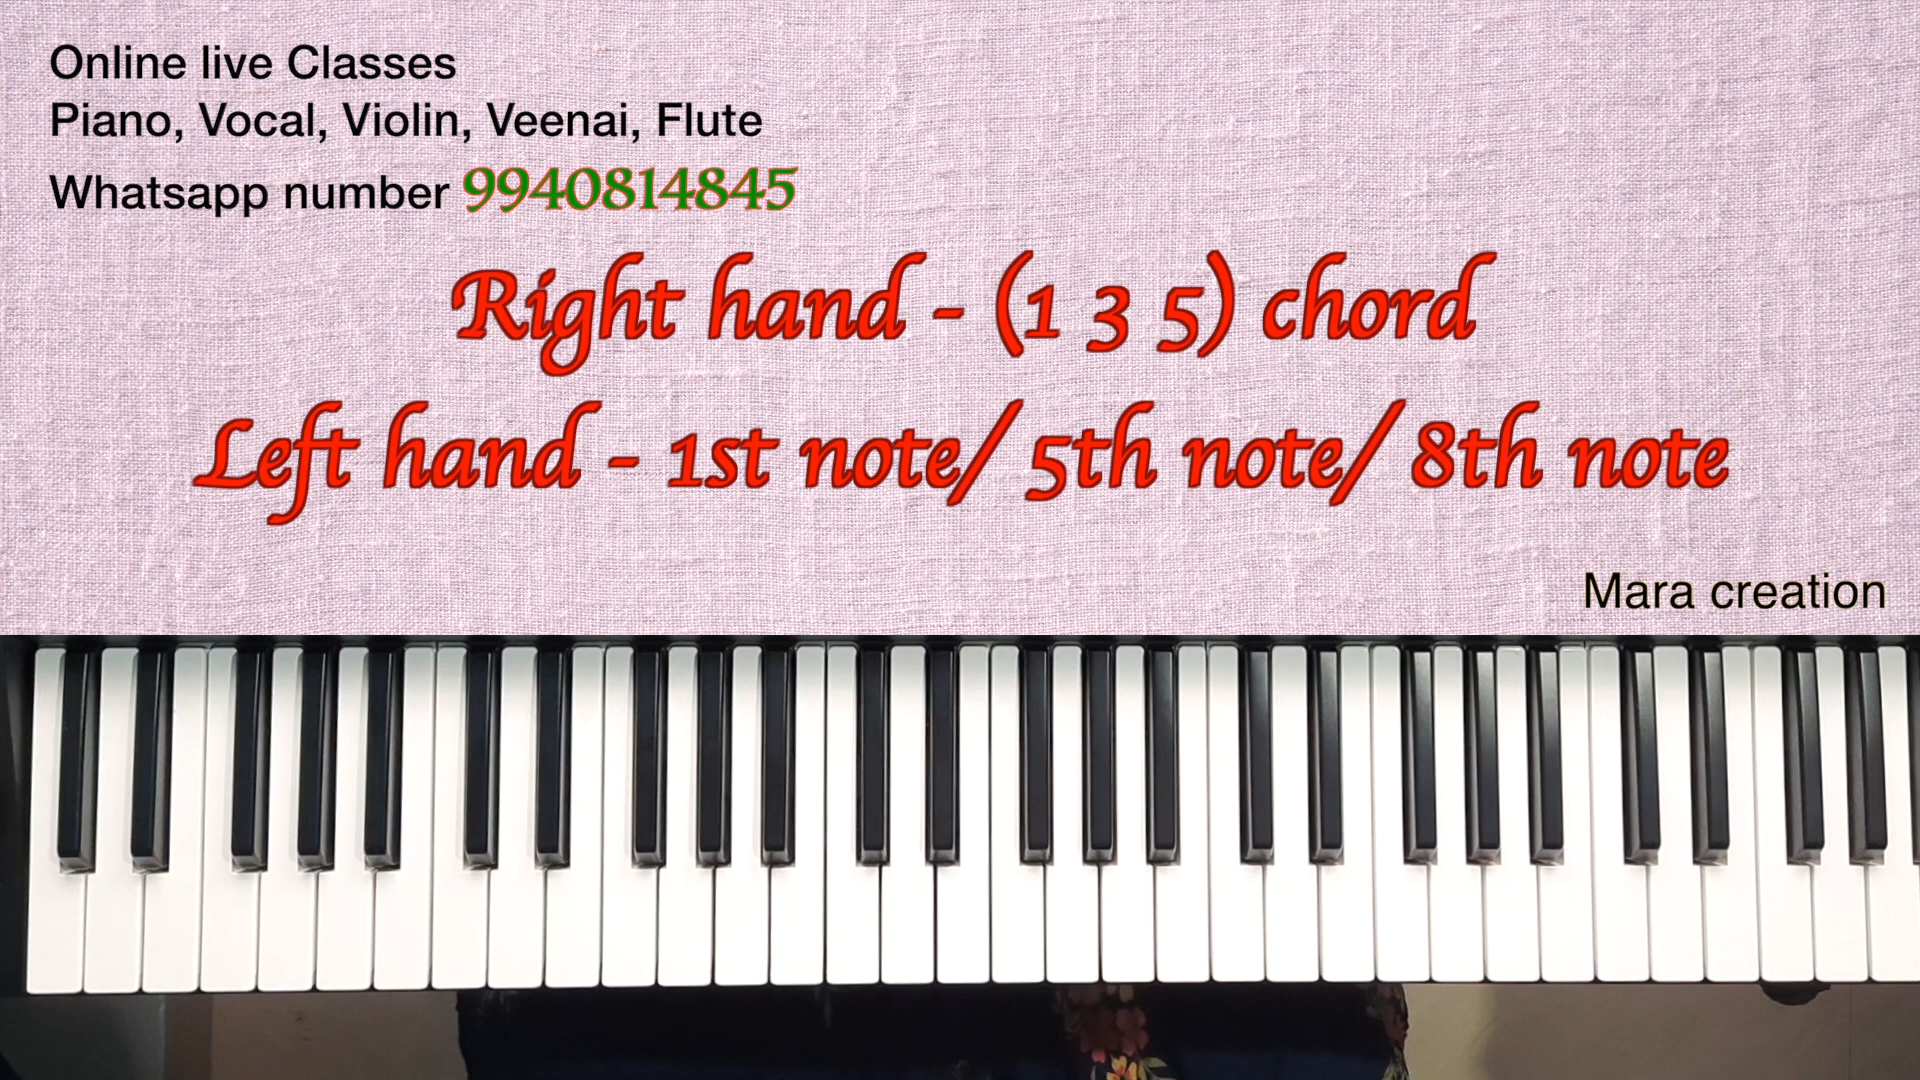 Online live Classes
Piano, Vocal, Violin, Veenai, Flute
Whatsapp number 9940814845
Right hand - (1 3 5) chord
Left hand - 1st note/ 5th note/ 8th note
Mara creation